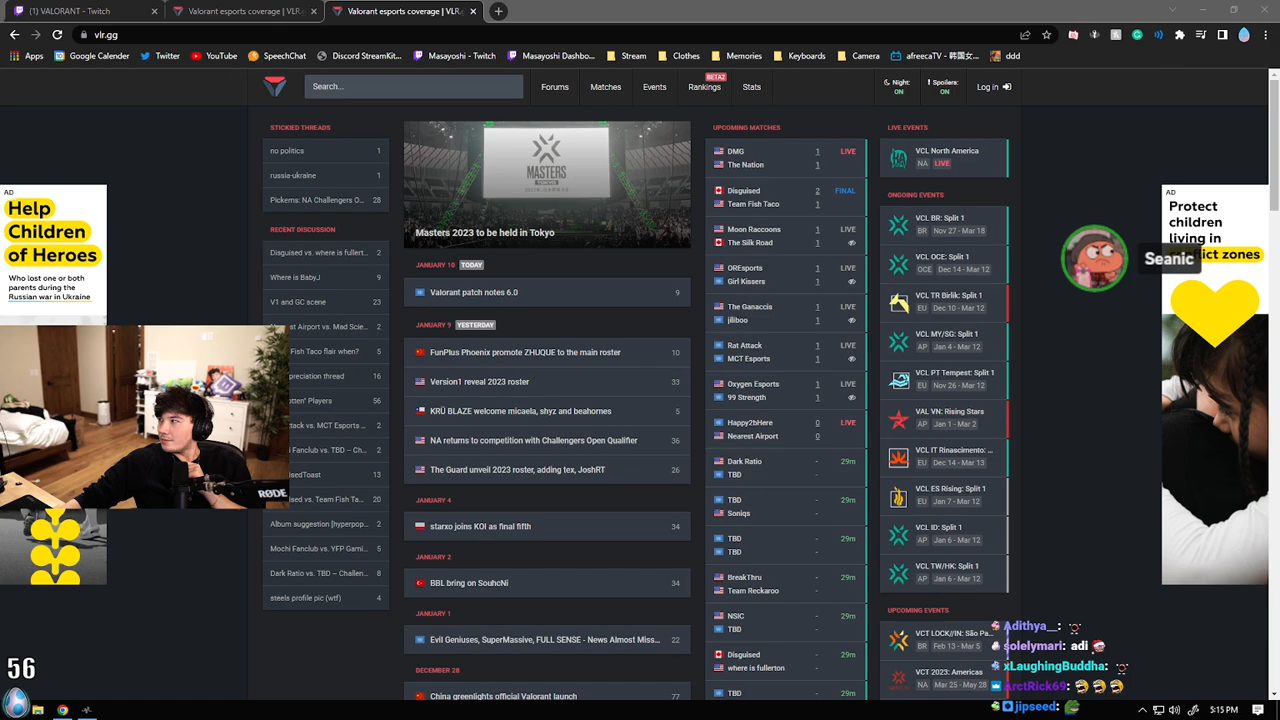 (1) VALORANT - Twitch
Valorant esports coverage | VLR.g
Valorant esports coverage | VLR.g
vlr.gg
Apps
Google Calendar
Twitter
YouTube
SpeechChat
Discord StreamKit...
Masayoshi - Twitch
Masayoshi Dashbo...
Stream
Clothes
Memories
Keyboards
Camera
ddd
Search...
Forums
Matches
Events
BETA2
Rankings
Stats
Night:
ON
! Spoilers:
ON
Log in
STICKIED THREADS
no politics 1
russia-ukraine 1
Pickems: NA Challengers O... 28
RECENT DISCUSSION
Disguised vs. where is fullert... 2
Where is BabyJ 9
V1 and GC scene 23
st Airport vs. Mad Scie... 2
Fish Taco flair when? 5
preciation thread 16
otten" Players 56
ttack vs. MCT Esports ... 2
i Fanclub vs. TBD – Ch... 2
isedToast 13
ed vs. Team Fish Ta... 20
Album suggestion [hyperpop... 2
Mochi Fanclub vs. YFP Gami... 5
Dark Ratio vs. TBD – Challen... 8
steels profile pic (wtf) 4
MASTERS
TOKYO
Masters 2023 to be held in Tokyo
JANUARY 10 TODAY
Valorant patch notes 6.0 9
JANUARY 9 YESTERDAY
FunPlus Phoenix promote ZHUQUE to the main roster 10
Version1 reveal 2023 roster 33
KRÜ BLAZE welcome micaela, shyz and beahornes 5
NA returns to competition with Challengers Open Qualifier 36
The Guard unveil 2023 roster, adding tex, JoshRT 26
JANUARY 4
starxo joins KOI as final fifth 34
JANUARY 2
BBL bring on SouhcNi 34
JANUARY 1
Evil Geniuses, SuperMassive, FULL SENSE - News Almost Miss... 22
DECEMBER 28
China greenlights official Valorant launch 77
UPCOMING MATCHES
DMG 1 LIVE
The Nation 1
Disguised 2 FINAL
Team Fish Taco 1
Moon Raccoons 1 LIVE
The Silk Road 1
OREsports 1 LIVE
Girl Kissers 1
The Ganaccis 1 LIVE
jiliboo 1
Rat Attack 1 LIVE
MCT Esports 1
Oxygen Esports 1 LIVE
99 Strength 1
Happy2bHere 0 LIVE
Nearest Airport 0
Dark Ratio - 29m
TBD -
TBD - 29m
Soniqs -
TBD - 29m
TBD -
BreakThru - 29m
Team Reckaroo -
NSIC - 29m
TBD -
Disguised - 29m
where is fullerton -
TBD - 29m
LIVE EVENTS
VCL North America
NA LIVE
ONGOING EVENTS
VCL BR: Split 1
BR Nov 27 - Mar 18
VCL OCE: Split 1
OCE Dec 14 - Mar 12
VCL TR Birlik: Split 1
EU Dec 10 - Mar 12
VCL MY/SG: Split 1
AP Jan 4 - Mar 12
VCL PT Tempest: Split 1
EU Nov 26 - Mar 12
VAL VN: Rising Stars
AP Jan 1 - Mar 2
VCL IT Rinascimento: ...
EU Dec 14 - Mar 13
VCL ES Rising: Split 1
EU Jan 7 - Mar 12
VCL ID: Split 1
AP Jan 6 - Mar 12
VCL TW/HK: Split 1
AP Jan 6 - Mar 12
UPCOMING EVENTS
VCT LOCK//IN: São Pa...
BR Feb 13 - Mar 5
VCT 2023: Americas
NA Mar 25 - May 28
AD
Help
Children
of Heroes
Who lost one or both
parents during the
Russian war in Ukraine
AD
Protect
children
living in
flict zones
Seanic
RØDE
56
Adithya__:
solelymari: adi
xLaughingBuddha:
ArctRick69:
jipseed:
5:15 PM